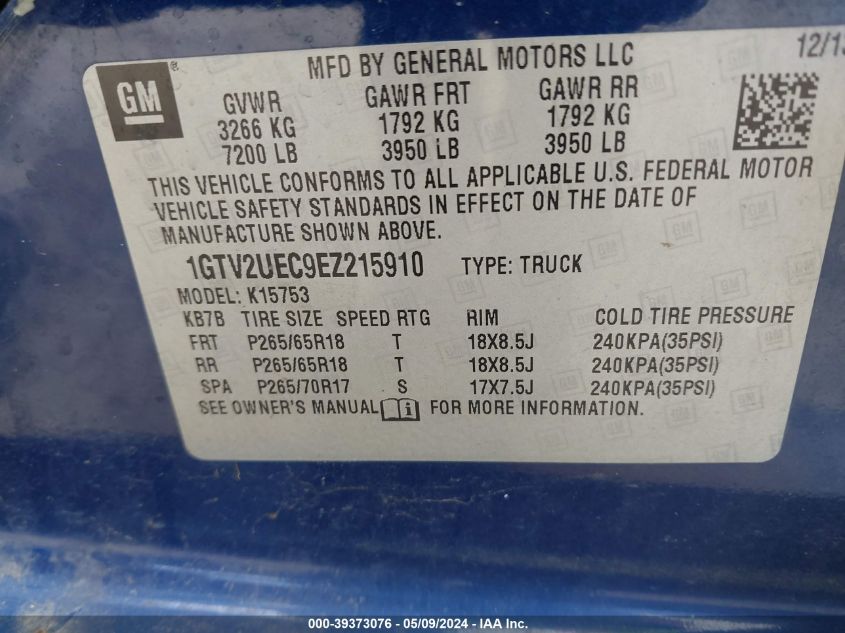 MFD BY GENERAL MOTORS LLC 12/13
GM ®
GVWR GAWR FRT GAWR RR
3266 KG 1792 KG 1792 KG
7200 LB 3950 LB 3950 LB
THIS VEHICLE CONFORMS TO ALL APPLICABLE U.S. FEDERAL MOTOR
VEHICLE SAFETY STANDARDS IN EFFECT ON THE DATE OF
MANUFACTURE SHOWN ABOVE.
1GTV2UEC9EZ215910 TYPE: TRUCK
MODEL: K15753
KB7B TIRE SIZE SPEED RTG RIM COLD TIRE PRESSURE
FRT P265/65R18 T 18X8.5J 240KPA(35PSI)
RR P265/65R18 T 18X8.5J 240KPA(35PSI)
SPA P265/70R17 S 17X7.5J 240KPA(35PSI)
SEE OWNER'S MANUAL FOR MORE INFORMATION.
000-39373076 - 05/09/2024 - IAA Inc.